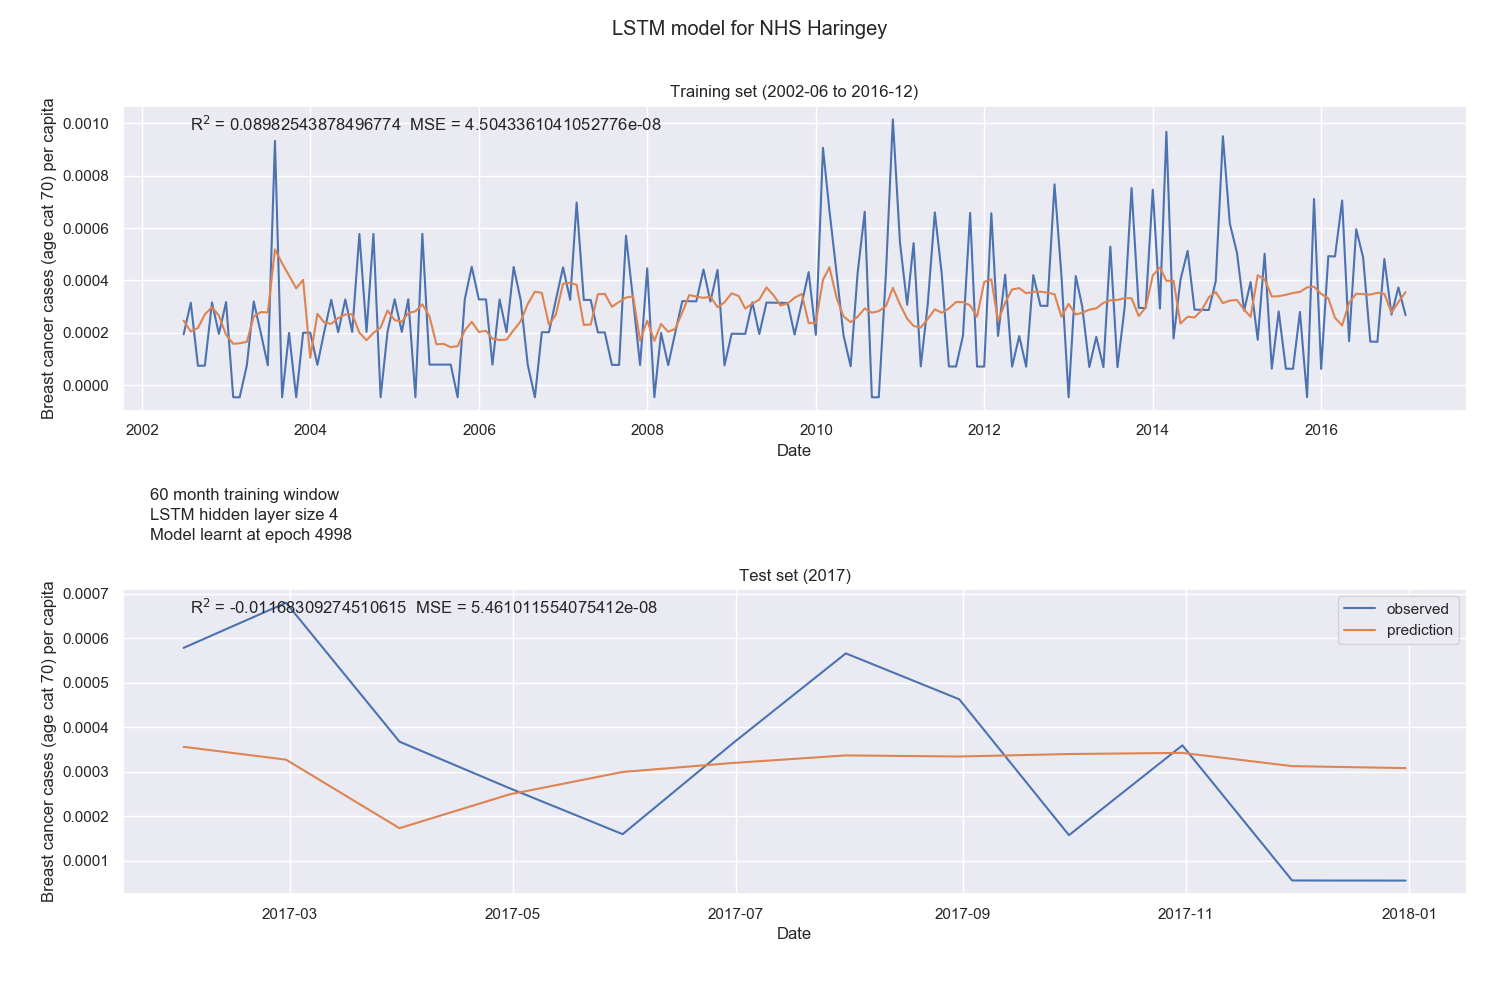 LSTM model for NHS Haringey
Training set (2002-06 to 2016-12)
R² = 0.08982543878496774 MSE = 4.5043361041052776e-08
Breast cancer cases (age cat 70) per capita
0.0010
0.0008
0.0006
0.0004
0.0002
0.0000
2002 2004 2006 2008 2010 2012 2014 2016
Date
60 month training window
LSTM hidden layer size 4
Model learnt at epoch 4998
Test set (2017)
R² = -0.01168309274510615 MSE = 5.461011554075412e-08
observed
prediction
Breast cancer cases (age cat 70) per capita
0.0007
0.0006
0.0005
0.0004
0.0003
0.0002
0.0001
2017-03 2017-05 2017-07 2017-09 2017-11 2018-01
Date